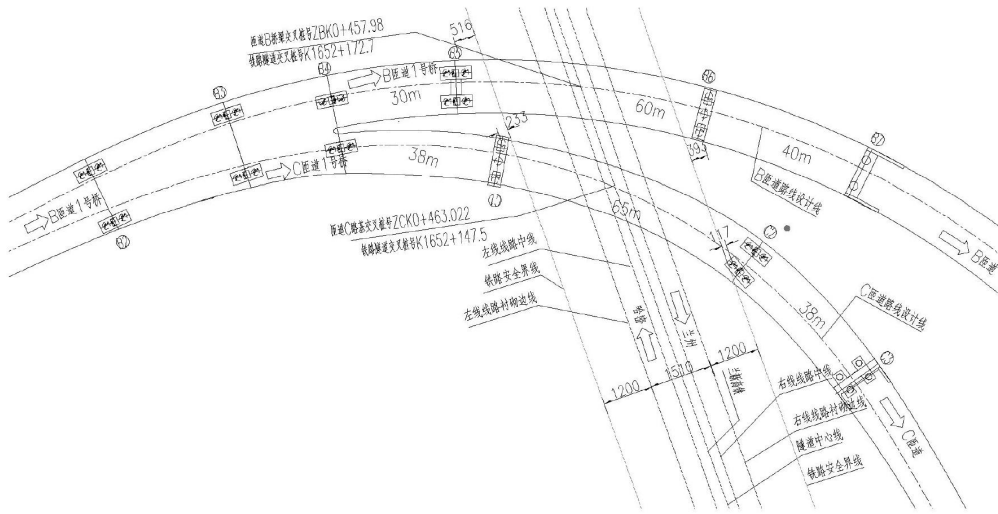 匝道B桥梁交叉桩号ZBK0+457.98
铁路隧道交叉桩号K1652+172.7
516
B匝道1号桥
30m
60m
40m
233
593
C匝道1号桥
38m
65m
117
38m
B匝道1号桥
B匝道路线设计线
B匝道
匝道C路基交叉桩号ZCK0+463.022
铁路隧道交叉桩号K1652+147.5
左线线路中线
铁路安全界线
左线线路衬砌边线
兰州
1200
1516
1200
C匝道路线设计线
C匝道
右线线路中线
右线线路衬砌边线
隧道中心线
铁路安全界线